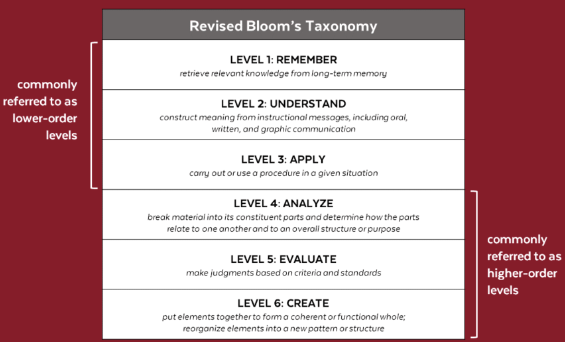 Revised Bloom's Taxonomy
LEVEL 1: REMEMBER
retrieve relevant knowledge from long-term memory
LEVEL 2: UNDERSTAND
construct meaning from instructional messages, including oral,
written, and graphic communication
LEVEL 3: APPLY
carry out or use a procedure in a given situation
commonly
referred to as
lower-order
levels
LEVEL 4: ANALYZE
break material into its constituent parts and determine how the parts
relate to one another and to an overall structure or purpose
LEVEL 5: EVALUATE
make judgments based on criteria and standards
LEVEL 6: CREATE
put elements together to form a coherent or functional whole;
reorganize elements into a new pattern or structure
commonly
referred to as
higher-order
levels